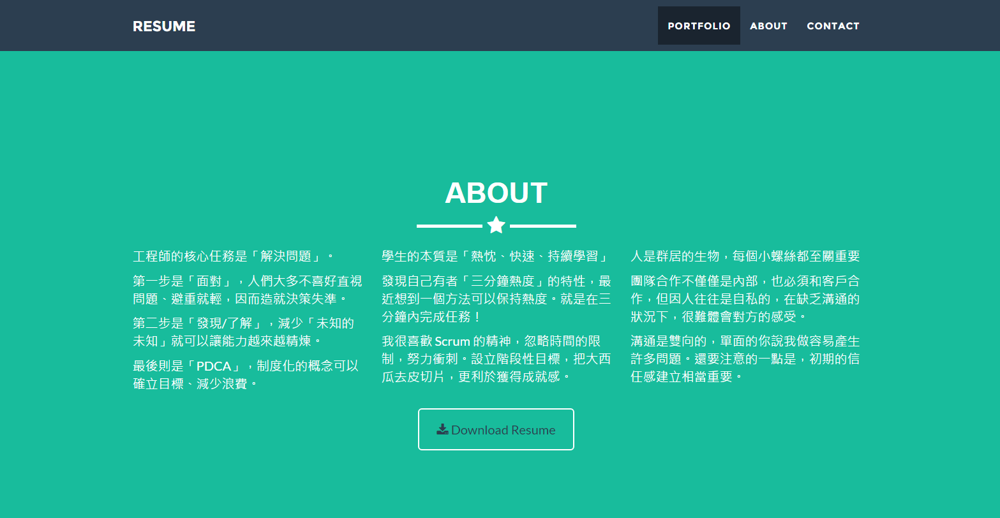 RESUME
PORTFOLIO
ABOUT
CONTACT
ABOUT
工程師的核心任務是「解決問題」。
第一步是「面對」，人們大多不喜好直視
問題、避重就輕，因而造就決策失準。
第二步是「發現/了解」，減少「未知的
未知」就可以讓能力越來越精煉。
最後則是「PDCA」，制度化的概念可以
確立目標、減少浪費。
學生的本質是「熱忱、快速、持續學習」
發現自己有者「三分鐘熱度」的特性，最
近想到一個方法可以保持熱度。就是在三
分鐘內完成任務！
我很喜歡 Scrum 的精神，忽略時間的限
制，努力衝刺。設立階段性目標，把大西
瓜去皮切片，更利於獲得成就感。
人是群居的生物，每個小螺絲都至關重要
團隊合作不僅僅是內部，也必須和客戶合
作，但因人往往是自私的，在缺乏溝通的
狀況下，很難體會對方的感受。
溝通是雙向的，單面的你說我做容易產生
許多問題。還要注意的一點是，初期的信
任感建立相當重要。
Download Resume